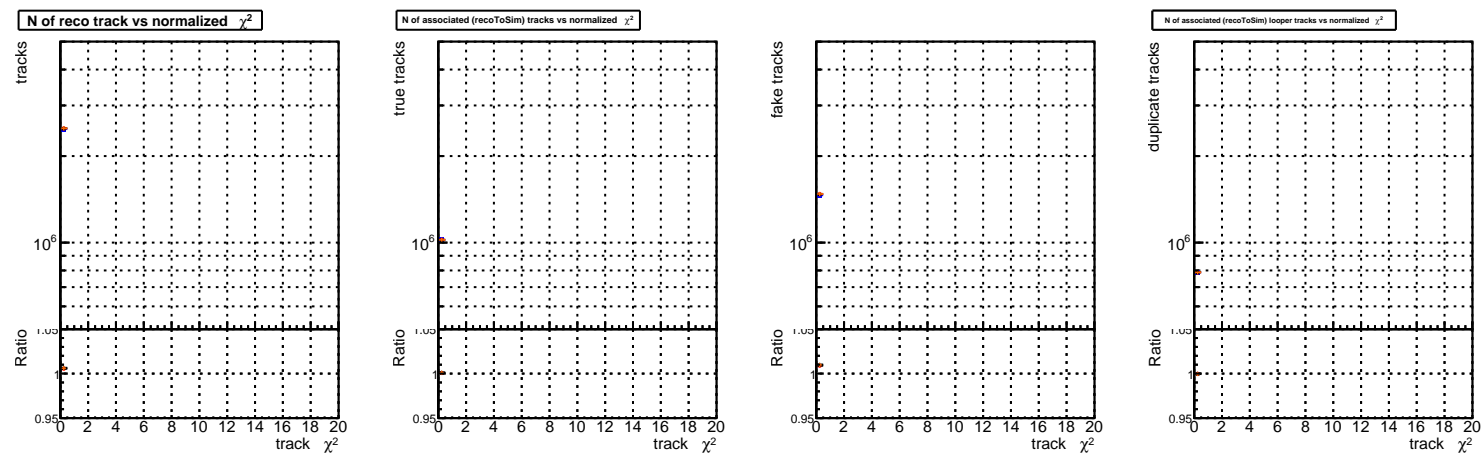 N of reco track vs normalized χ²
tracks
10⁶
1.05
Ratio
1
0.95
0 2 4 6 8 10 12 14 16 18 20
track χ²
N of associated (recoToSim) tracks vs normalized χ²
true tracks
10⁶
1.05
Ratio
1
0.95
0 2 4 6 8 10 12 14 16 18 20
track χ²
fake tracks
10⁶
1.05
Ratio
1
0.95
0 2 4 6 8 10 12 14 16 18 20
track χ²
N of associated (recoToSim) looper tracks vs normalized χ²
duplicate tracks
10⁶
1.05
Ratio
1
0.95
0 2 4 6 8 10 12 14 16 18 20
track χ²